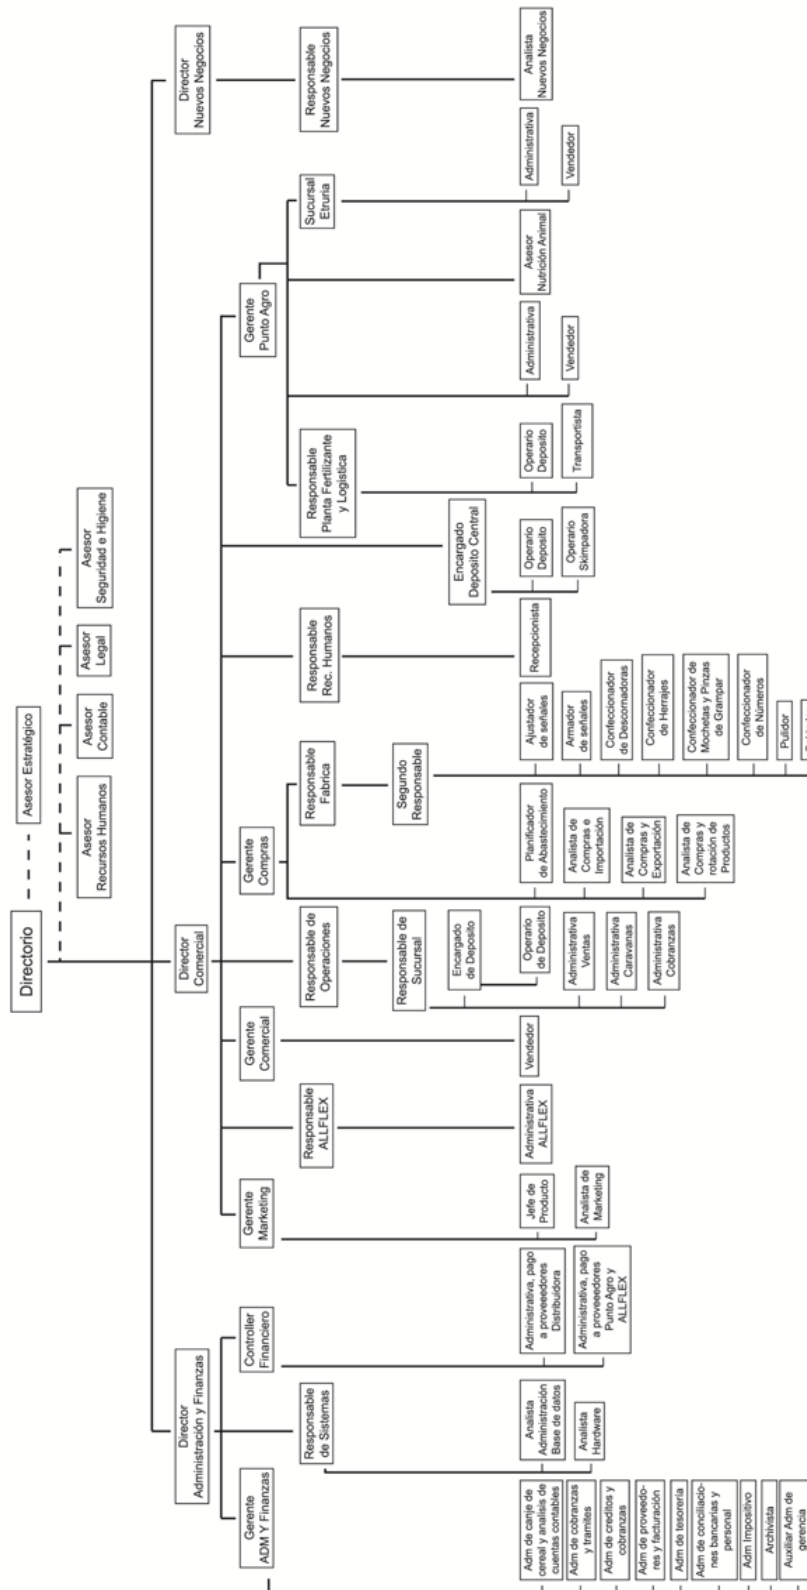 Directorio
Asesor Estratégico
Asesor
Recursos Humanos
Asesor
Contable
Asesor
Legal
Asesor
Seguridad e Higiene
Director
Administración y Finanzas
Director
Comercial
Director
Nuevos Negocios
Gerente
ADM Y Finanzas
Controller
Financiero
Gerente
Marketing
Gerente
Comercial
Gerente
Compras
Gerente
Punto Agro
Responsable
de Sistemas
Responsable
ALLFLEX
Responsable de
Operaciones
Responsable
Fabrica
Responsable
Rec. Humanos
Responsable
Planta Fertilizante
y Logística
Sucursal
Etruria
Responsable
Nuevos Negocios
Responsable de
Sucursal
Segundo
Responsable
Encargado
de Deposito
Encargado
Deposito Central
Adm de canje de
cereal y analisis de
cuentas contables
Adm de cobranzas
y tramites
Adm de creditos y
cobranzas
Adm de proveedo-
res y facturación
Adm de tesorería
Adm de conciliacio-
nes bancarias y
personal
Adm Impositivo
Archivista
Auxiliar Adm de
gerencia
Analista
Administración
Base de datos
Analista
Hardware
Administrativa, pago
a proveeedores
Distribuidora
Administrativa, pago
a proveeedores
Punto Agro y
ALLFLEX
Jefe de
Producto
Analista de
Marketing
Administrativa
ALLFLEX
Vendedor
Operario
de Deposito
Administrativa
Ventas
Administrativa
Caravanas
Administrativa
Cobranzas
Planificador
de Abastecimiento
Analista de
Compras e
Importación
Analista de
Compras y
Exportación
Analista de
Compras y
rotación de
Productos
Ajustador
de señales
Armador
de señales
Confeccionador
de Descornadoras
Confeccionador
de Herrajes
Confeccionador de
Mochetas y Pinzas
de Grampar
Confeccionador
de Números
Pulidor
Recepcionista
Operario
Deposito
Operario
Skimpadora
Operario
Deposito
Transportista
Administrativa
Vendedor
Asesor
Nutrición Animal
Administrativa
Vendedor
Analista
Nuevos Negocios